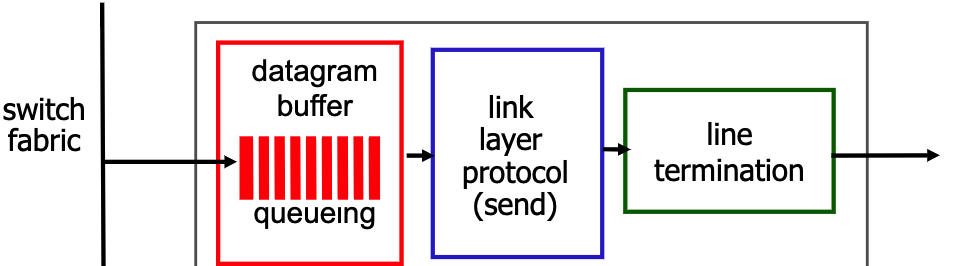 switch
fabric
datagram
buffer
queueing
link
layer
protocol
(send)
line
termination